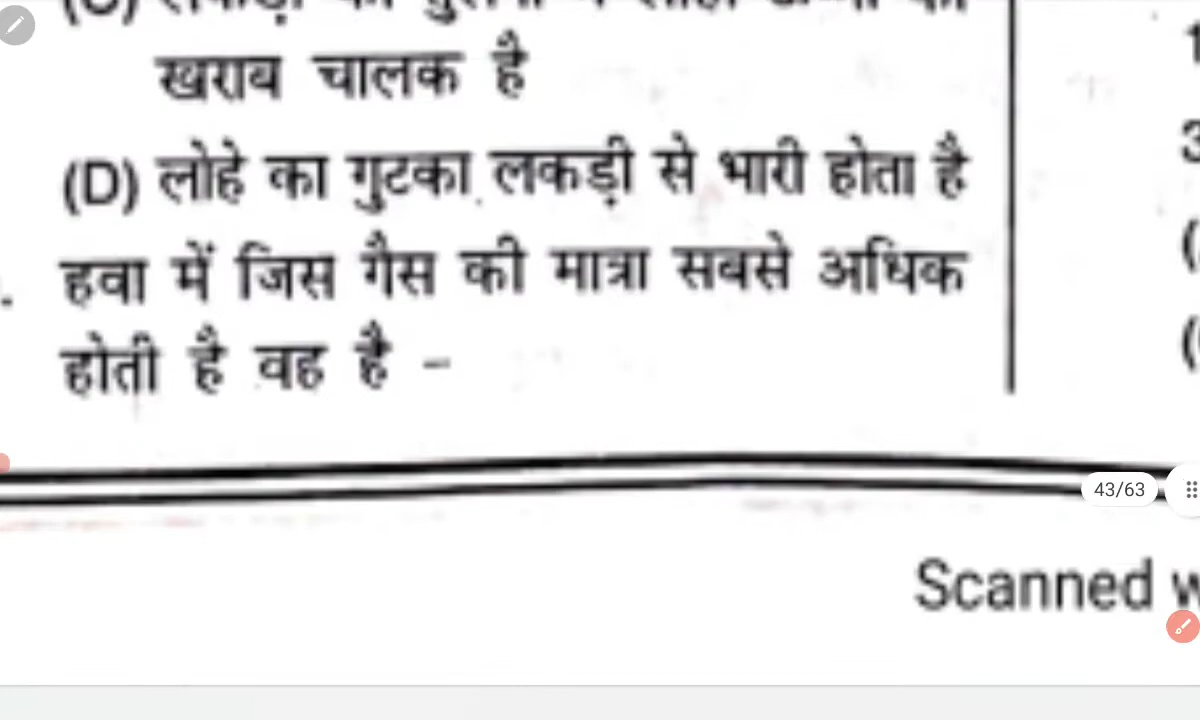 खराब चालक है
(D) लोहे का गुटका लकड़ी से भारी होता है
हवा में जिस गैस की मात्रा सबसे अधिक
होती है वह है –
43/63
Scanned